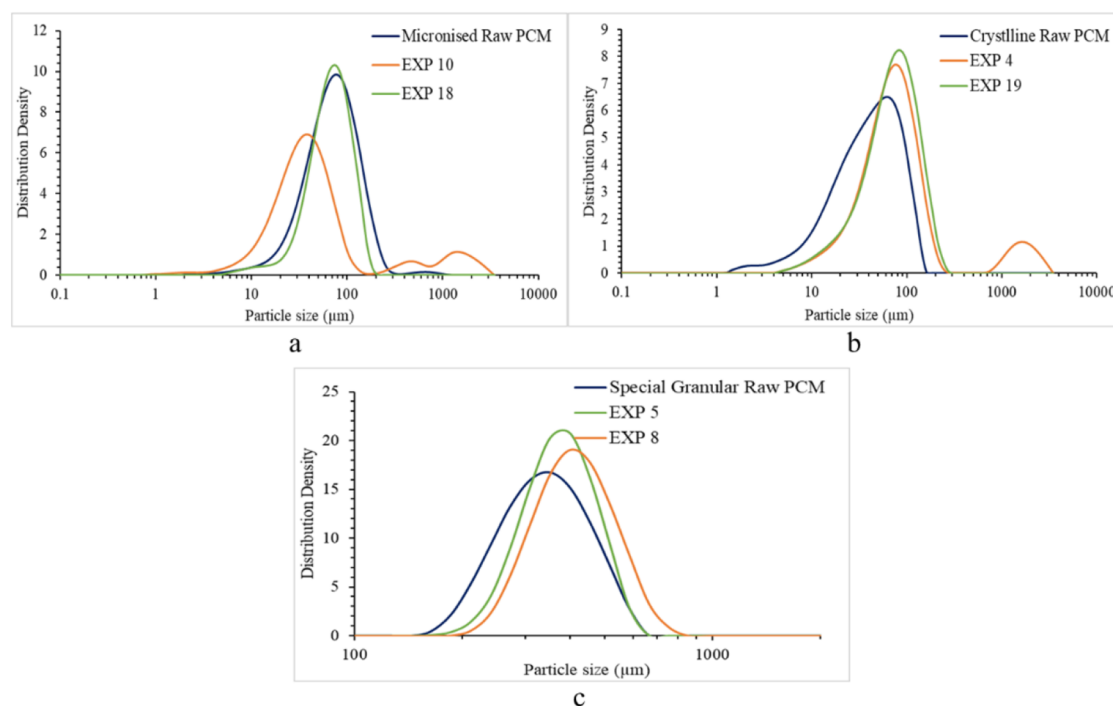 12
10
8
6
4
2
0
Distribution Density
Micronised Raw PCM
EXP 10
EXP 18
0.1 1 10 100 1000 10000
Particle size (µm)
a
9
8
7
6
5
4
3
2
1
0
Distribution Density
Crystlline Raw PCM
EXP 4
EXP 19
0.1 1 10 100 1000 10000
Particle size (µm)
b
25
20
15
10
5
0
Distribution Density
Special Granular Raw PCM
EXP 5
EXP 8
100 1000
Particle size (µm)
c